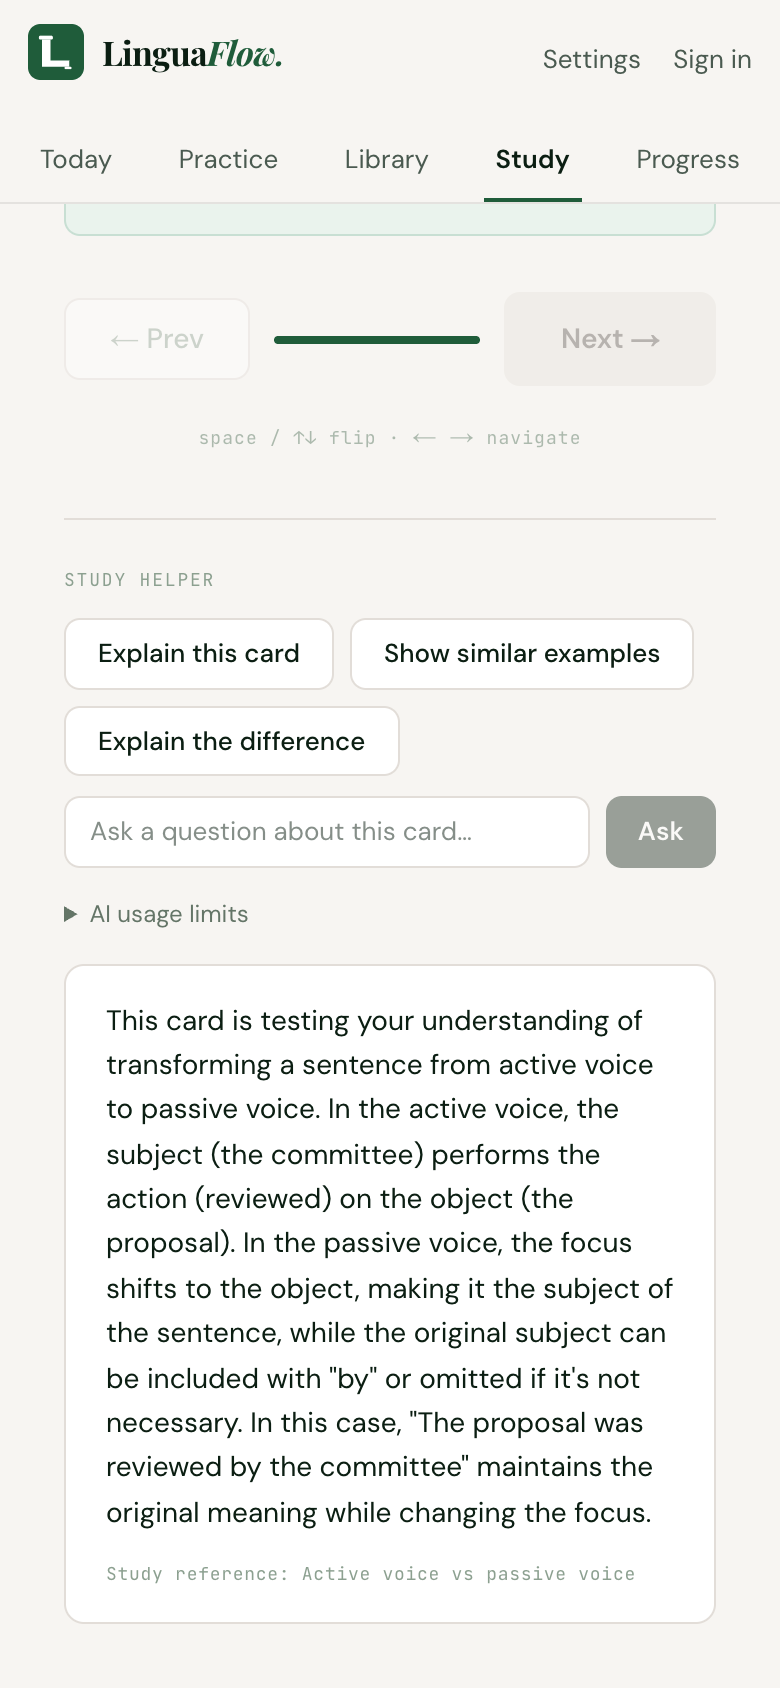 LinguaFlow.
Settings Sign in
Today Practice Library Study Progress
← Prev Next →
space / ↑↓ flip · ← → navigate
STUDY HELPER
Explain this card Show similar examples
Explain the difference
Ask a question about this card... Ask
▶ AI usage limits
This card is testing your understanding of
transforming a sentence from active voice
to passive voice. In the active voice, the
subject (the committee) performs the
action (reviewed) on the object (the
proposal). In the passive voice, the focus
shifts to the object, making it the subject of
the sentence, while the original subject can
be included with "by" or omitted if it's not
necessary. In this case, "The proposal was
reviewed by the committee" maintains the
original meaning while changing the focus.
Study reference: Active voice vs passive voice